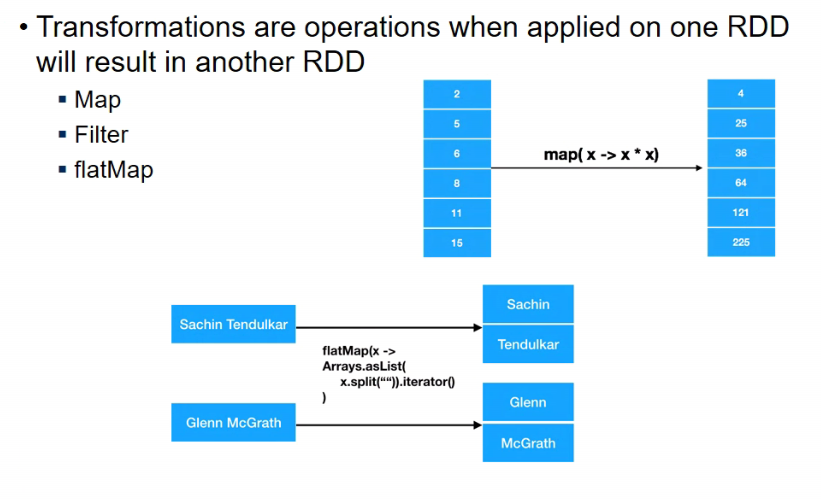 • Transformations are operations when applied on one RDD
will result in another RDD
▪ Map
▪ Filter
▪ flatMap
2
5
6
8
11
15
map( x -> x * x)
4
25
36
64
121
225
Sachin Tendulkar
Glenn McGrath
flatMap(x ->
Arrays.asList(
x.split(““)).iterator()
)
Sachin
Tendulkar
Glenn
McGrath